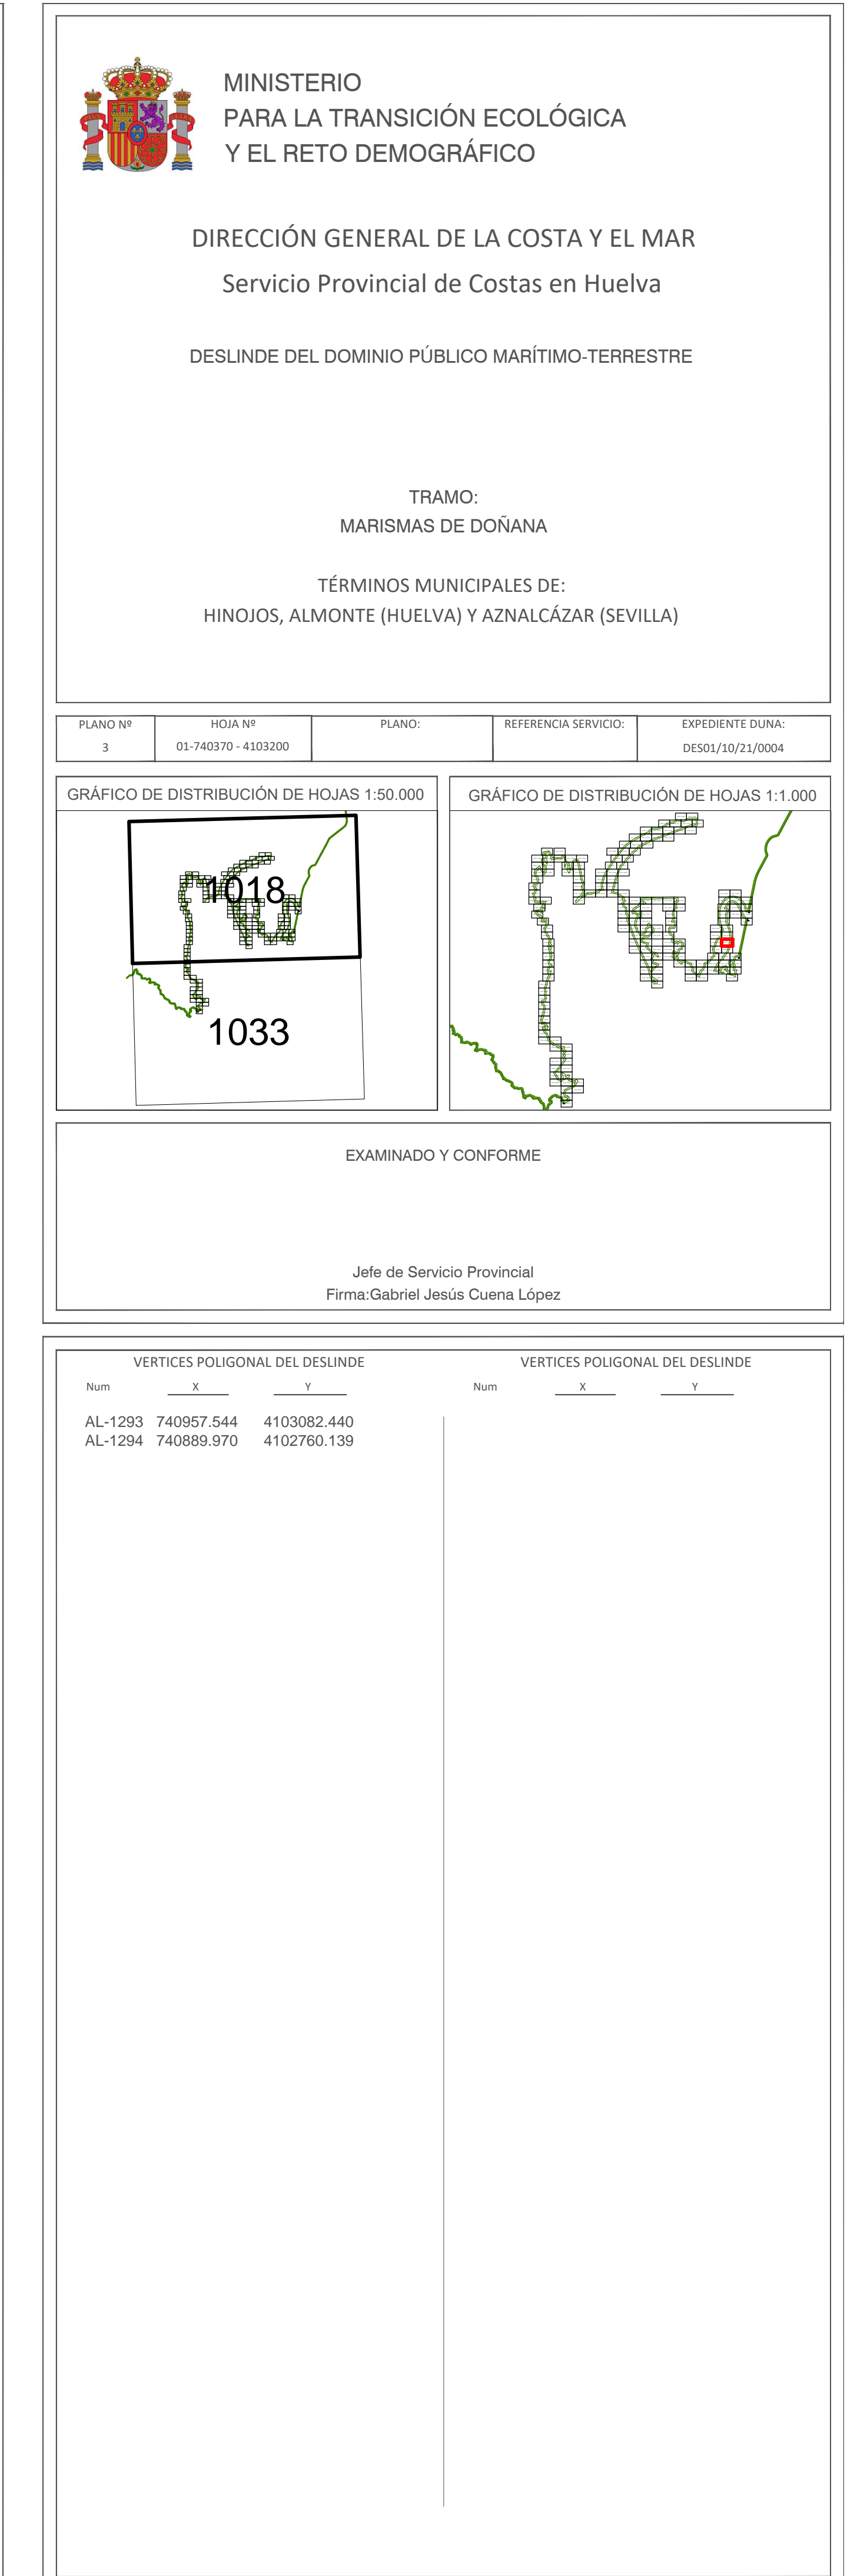 MINISTERIO
PARA LA TRANSICIÓN ECOLÓGICA
Y EL RETO DEMOGRÁFICO
DIRECCIÓN GENERAL DE LA COSTA Y EL MAR
Servicio Provincial de Costas en Huelva
DESLINDE DEL DOMINIO PÚBLICO MARÍTIMO-TERRESTRE
TRAMO:
MARISMAS DE DOÑANA
TÉRMINOS MUNICIPALES DE:
HINOJOS, ALMONTE (HUELVA) Y AZNALCÁZAR (SEVILLA)
PLANO Nº HOJA Nº PLANO: REFERENCIA SERVICIO: EXPEDIENTE DUNA:
3 01-740370 - 4103200 DES01/10/21/0004
GRÁFICO DE DISTRIBUCIÓN DE HOJAS 1:50.000
1018
1033
GRÁFICO DE DISTRIBUCIÓN DE HOJAS 1:1.000
EXAMINADO Y CONFORME
Jefe de Servicio Provincial
Firma:Gabriel Jesús Cuena López
VERTICES POLIGONAL DEL DESLINDE
Num X Y
AL-1293 740957.544 4103082.440
AL-1294 740889.970 4102760.139
VERTICES POLIGONAL DEL DESLINDE
Num X Y